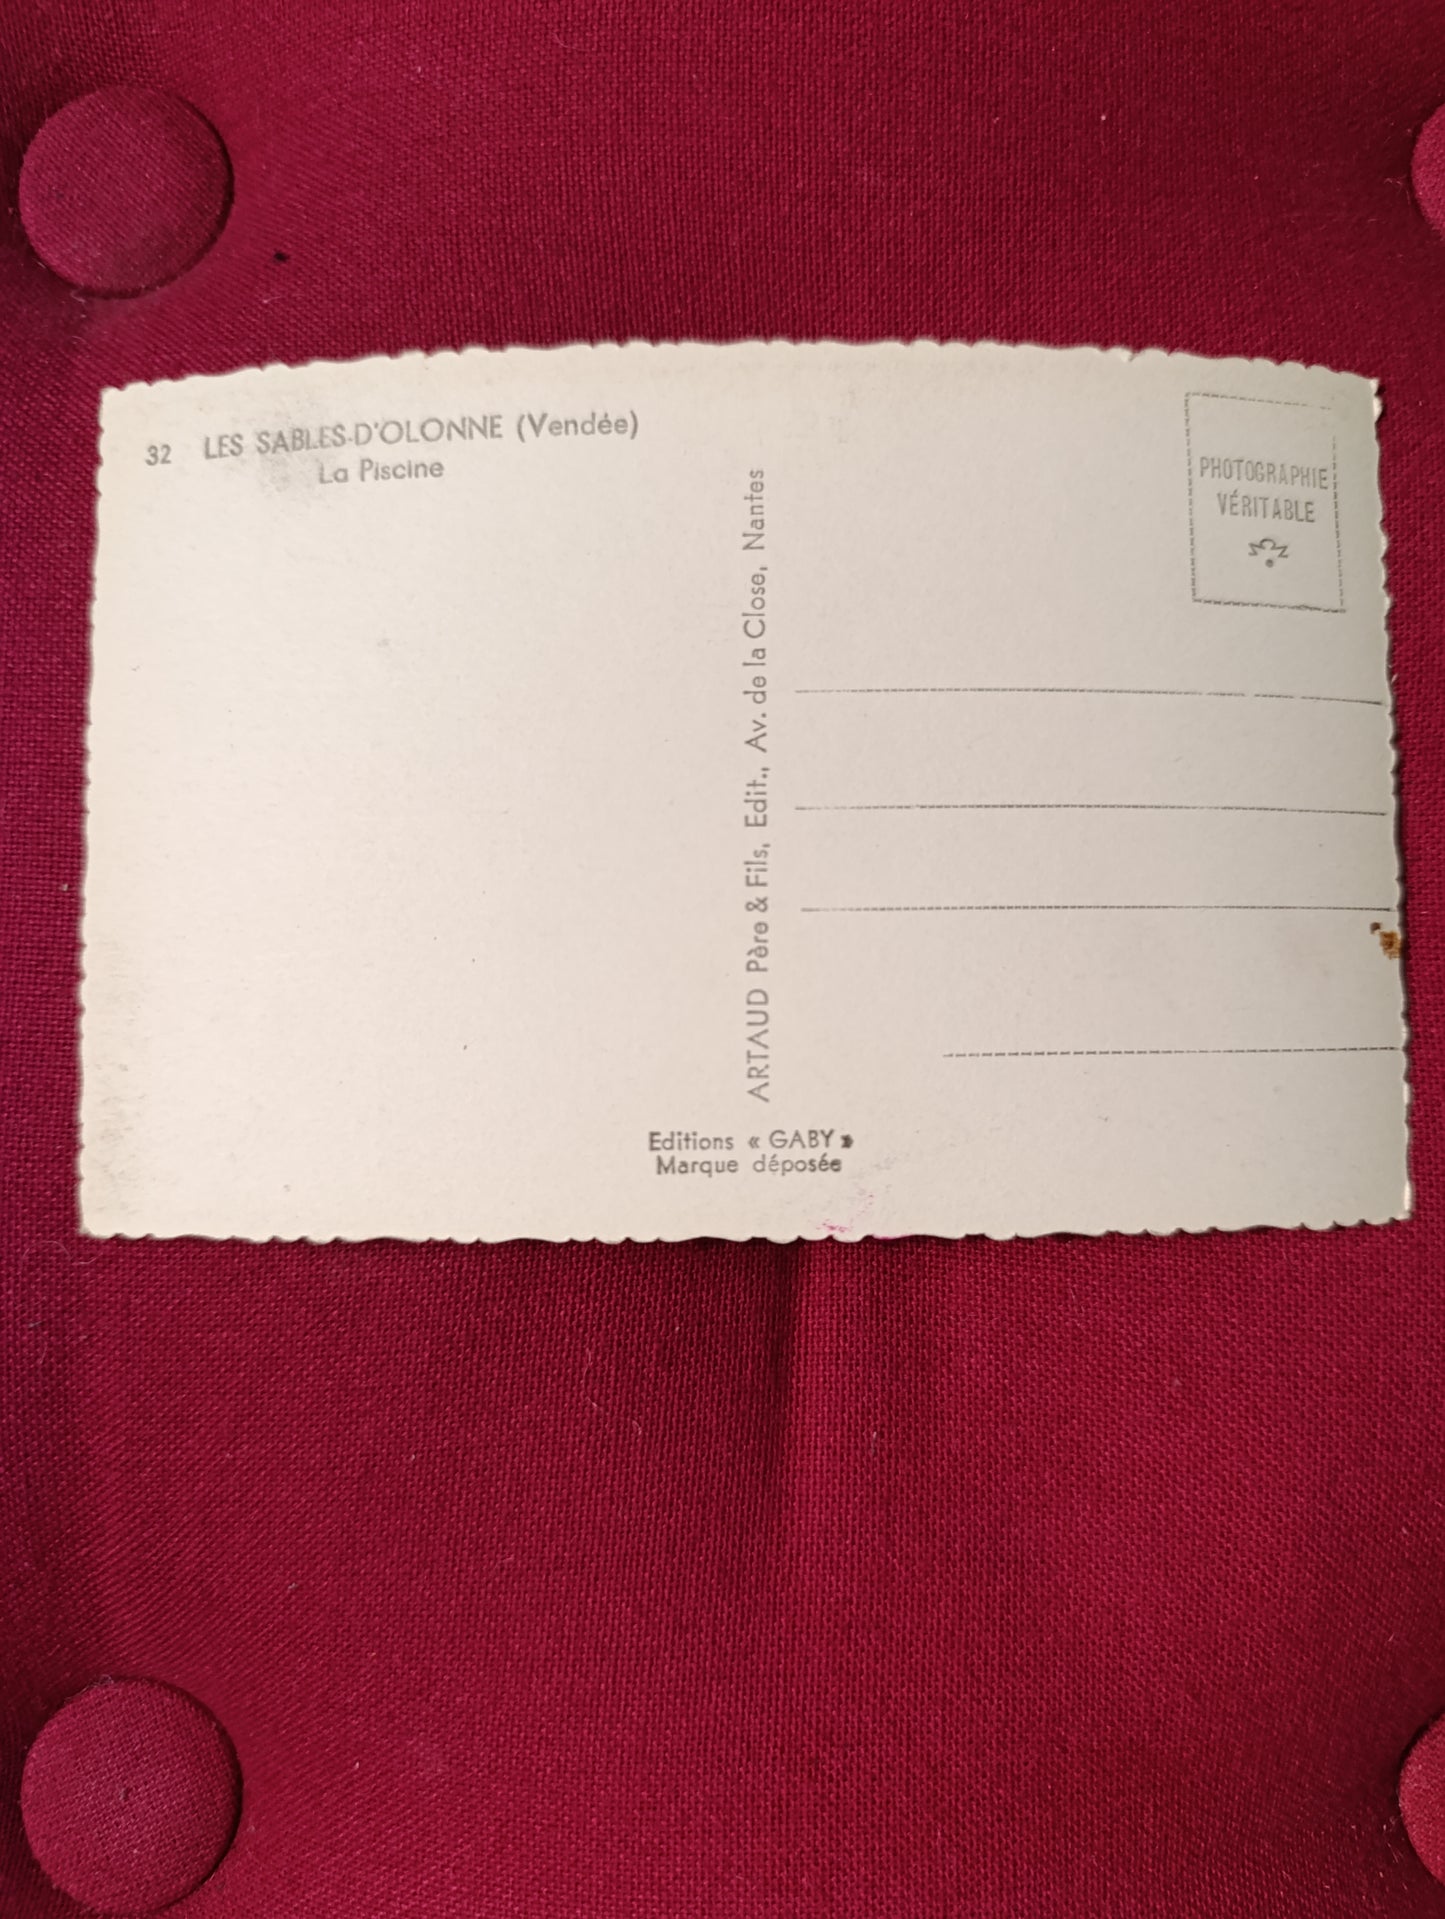 32 LES SABLES-D'OLONNE (Vendée)
La Piscine
ARTAUD Père & Fils, Edit., Av. de la Close, Nantes
PHOTOGRAPHIE
VÉRITABLE
Editions « GABY »
Marque déposée